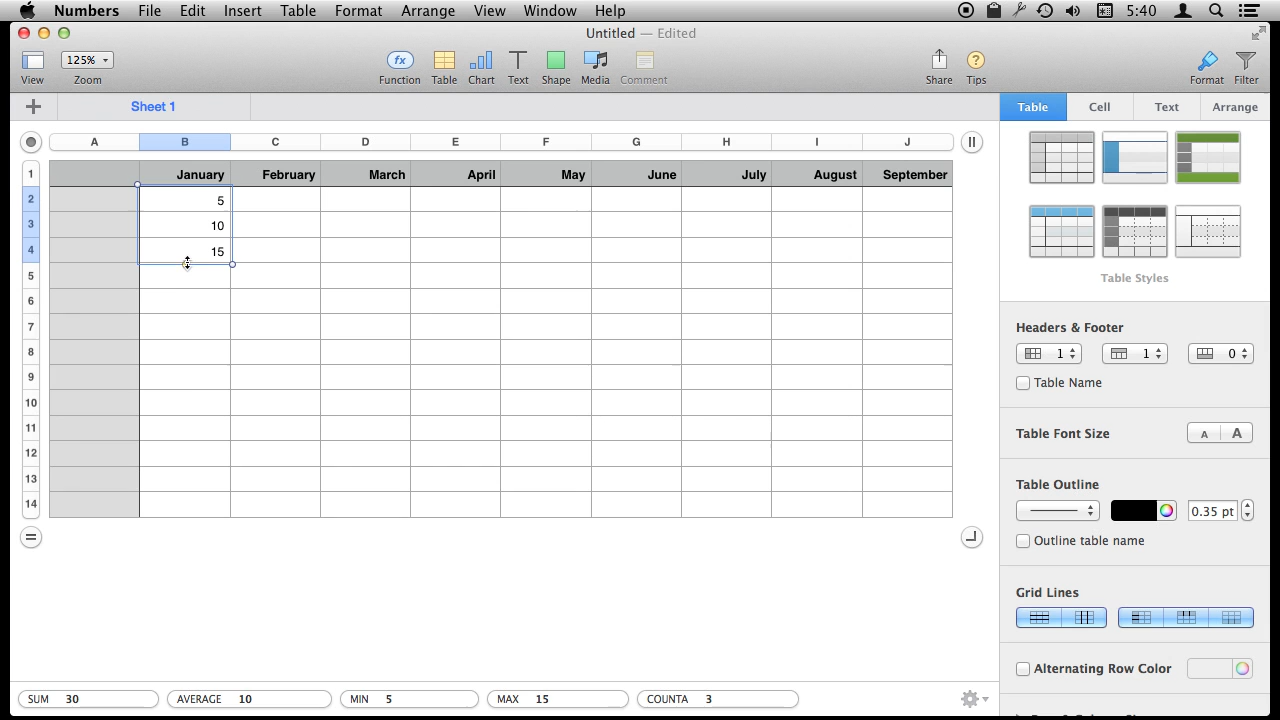 Numbers File Edit Insert Table Format Arrange View Window Help 5:40
Untitled — Edited
125%
View Zoom fx Function Table Chart Text Shape Media Comment Share ? Tips Format Filter
Sheet 1
Table Cell Text Arrange
A B C D E F G H I J
1 January February March April May June July August September
2 5
3 10
4 15
5
6
7
8
9
10
11
12
13
14
Table Styles
Headers & Footer
1 1 0
Table Name
Table Font Size A A
Table Outline
0.35 pt
Outline table name
Grid Lines
Alternating Row Color
SUM 30 AVERAGE 10 MIN 5 MAX 15 COUNTA 3